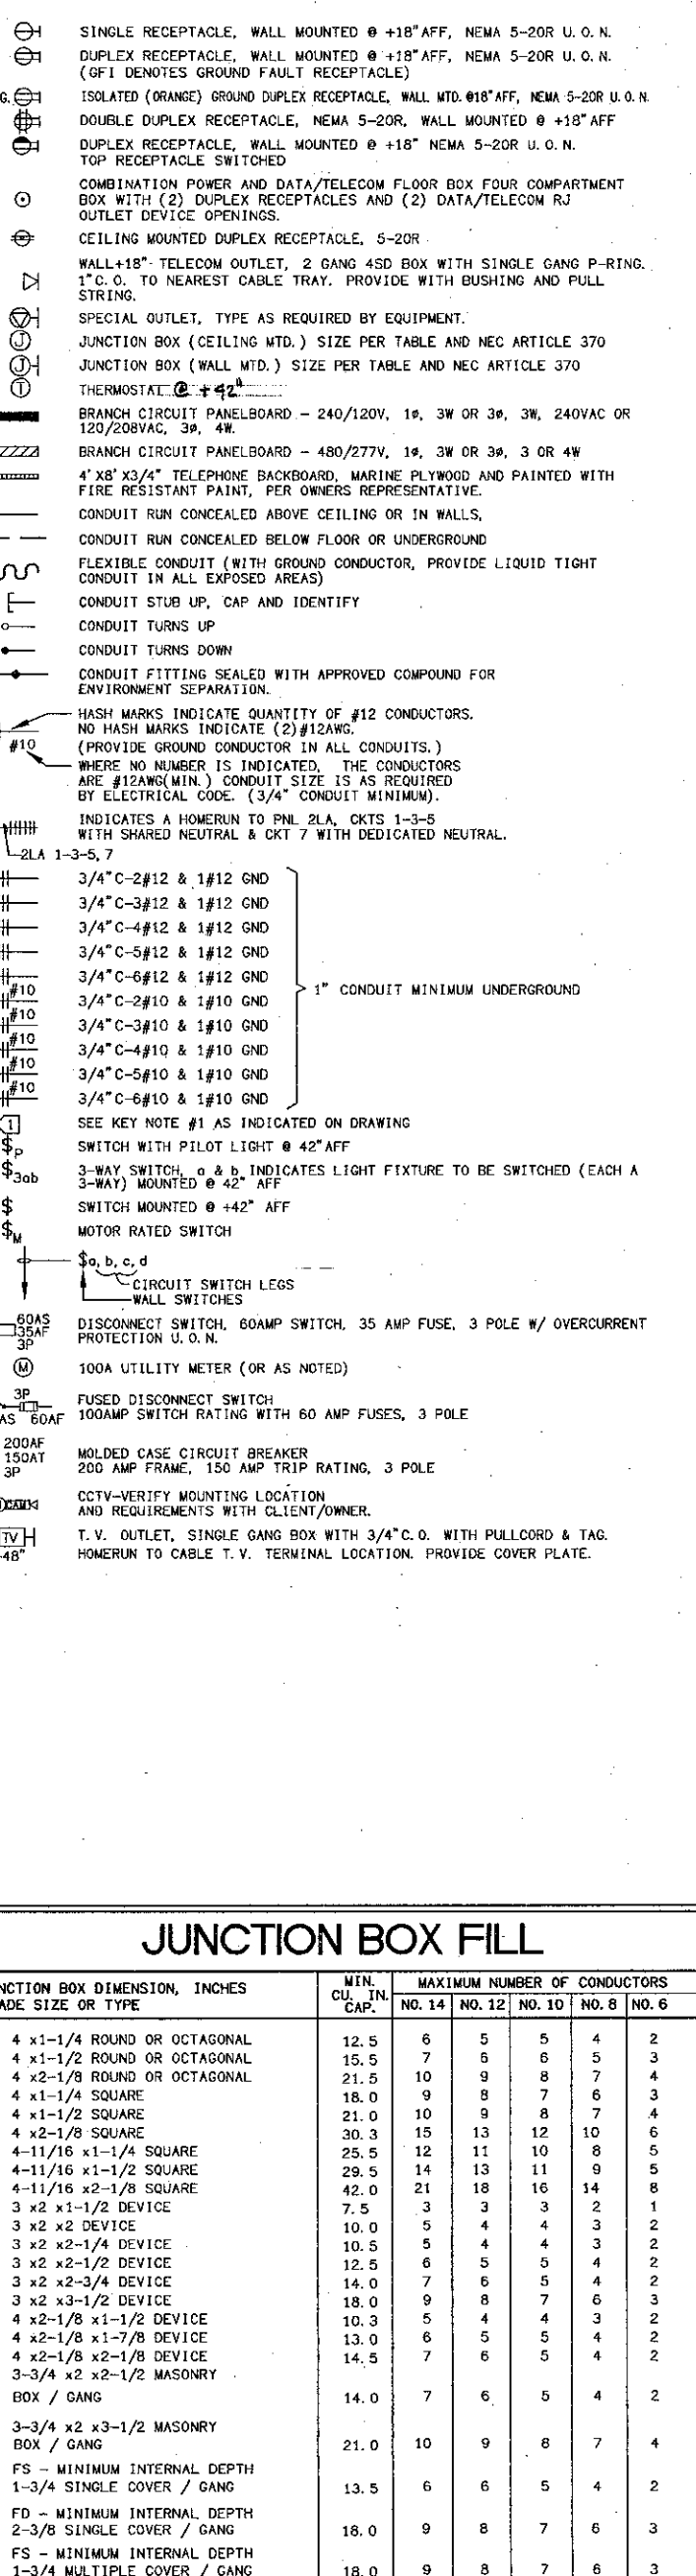 SINGLE RECEPTACLE, WALL MOUNTED @ +18"AFF, NEMA 5-20R U.O.N.
DUPLEX RECEPTACLE, WALL MOUNTED @ +18"AFF, NEMA 5-20R U.O.N.
(GFI DENOTES GROUND FAULT RECEPTACLE)
G. ISOLATED (ORANGE) GROUND DUPLEX RECEPTACLE, WALL MTD. @18"AFF, NEMA 5-20R U.O.N.
DOUBLE DUPLEX RECEPTACLE, NEMA 5-20R, WALL MOUNTED @ +18"AFF
DUPLEX RECEPTACLE, WALL MOUNTED @ +18" NEMA 5-20R U.O.N.
TOP RECEPTACLE SWITCHED
COMBINATION POWER AND DATA/TELECOM FLOOR BOX FOUR COMPARTMENT
BOX WITH (2) DUPLEX RECEPTACLES AND (2) DATA/TELECOM RJ
OUTLET DEVICE OPENINGS.
CEILING MOUNTED DUPLEX RECEPTACLE, 5-20R
WALL+18"- TELECOM OUTLET, 2 GANG 4SD BOX WITH SINGLE GANG P-RING.
1"C.O. TO NEAREST CABLE TRAY. PROVIDE WITH BUSHING AND PULL
STRING.
SPECIAL OUTLET, TYPE AS REQUIRED BY EQUIPMENT.
J JUNCTION BOX (CEILING MTD.) SIZE PER TABLE AND NEC ARTICLE 370
J JUNCTION BOX (WALL MTD.) SIZE PER TABLE AND NEC ARTICLE 370
T THERMOSTAT @ +42"
BRANCH CIRCUIT PANELBOARD - 240/120V, 1ø, 3W OR 3ø, 3W, 240VAC OR
120/208VAC, 3ø, 4W.
BRANCH CIRCUIT PANELBOARD - 480/277V, 1ø, 3W OR 3ø, 3 OR 4W
4'X8'X3/4" TELEPHONE BACKBOARD, MARINE PLYWOOD AND PAINTED WITH
FIRE RESISTANT PAINT, PER OWNERS REPRESENTATIVE.
CONDUIT RUN CONCEALED ABOVE CEILING OR IN WALLS,
CONDUIT RUN CONCEALED BELOW FLOOR OR UNDERGROUND
FLEXIBLE CONDUIT (WITH GROUND CONDUCTOR, PROVIDE LIQUID TIGHT
CONDUIT IN ALL EXPOSED AREAS)
CONDUIT STUB UP, CAP AND IDENTIFY
CONDUIT TURNS UP
CONDUIT TURNS DOWN
CONDUIT FITTING SEALED WITH APPROVED COMPOUND FOR
ENVIRONMENT SEPARATION.
HASH MARKS INDICATE QUANTITY OF #12 CONDUCTORS.
NO HASH MARKS INDICATE (2)#12AWG.
#10 (PROVIDE GROUND CONDUCTOR IN ALL CONDUITS.)
WHERE NO NUMBER IS INDICATED, THE CONDUCTORS
ARE #12AWG(MIN.) CONDUIT SIZE IS AS REQUIRED
BY ELECTRICAL CODE. (3/4" CONDUIT MINIMUM).
INDICATES A HOMERUN TO PNL 2LA, CKTS 1-3-5
WITH SHARED NEUTRAL & CKT 7 WITH DEDICATED NEUTRAL.
2LA 1-3-5,7
3/4"C-2#12 & 1#12 GND
3/4"C-3#12 & 1#12 GND
3/4"C-4#12 & 1#12 GND
3/4"C-5#12 & 1#12 GND
3/4"C-6#12 & 1#12 GND
1" CONDUIT MINIMUM UNDERGROUND
#10 3/4"C-2#10 & 1#10 GND
#10 3/4"C-3#10 & 1#10 GND
#10 3/4"C-4#10 & 1#10 GND
#10 3/4"C-5#10 & 1#10 GND
#10 3/4"C-6#10 & 1#10 GND
1 SEE KEY NOTE #1 AS INDICATED ON DRAWING
$P SWITCH WITH PILOT LIGHT @ 42"AFF
$3ab 3-WAY SWITCH, a & b INDICATES LIGHT FIXTURE TO BE SWITCHED (EACH A
3-WAY) MOUNTED @ 42" AFF
$ SWITCH MOUNTED @ +42" AFF
$M MOTOR RATED SWITCH
$a, b, c, d
CIRCUIT SWITCH LEGS
WALL SWITCHES
60AS
35AF
3P
DISCONNECT SWITCH, 60AMP SWITCH, 35 AMP FUSE, 3 POLE W/ OVERCURRENT
PROTECTION U.O.N.
M 100A UTILITY METER (OR AS NOTED)
3P
AS 60AF
FUSED DISCONNECT SWITCH
100AMP SWITCH RATING WITH 60 AMP FUSES, 3 POLE
200AF
150AT
3P
MOLDED CASE CIRCUIT BREAKER
200 AMP FRAME, 150 AMP TRIP RATING, 3 POLE
CCTV-VERIFY MOUNTING LOCATION
AND REQUIREMENTS WITH CLIENT/OWNER.
TV
48"
T.V. OUTLET, SINGLE GANG BOX WITH 3/4"C.O. WITH PULLCORD & TAG.
HOMERUN TO CABLE T.V. TERMINAL LOCATION. PROVIDE COVER PLATE.
JUNCTION BOX FILL
NCTION BOX DIMENSION, INCHES
ADE SIZE OR TYPE
MIN.
CU. IN.
CAP.
MAXIMUM NUMBER OF CONDUCTORS
NO. 14 NO. 12 NO. 10 NO. 8 NO. 6
4 x1-1/4 ROUND OR OCTAGONAL 12.5 6 5 5 4 2
4 x1-1/2 ROUND OR OCTAGONAL 15.5 7 6 6 5 3
4 x2-1/8 ROUND OR OCTAGONAL 21.5 10 9 8 7 4
4 x1-1/4 SQUARE 18.0 9 8 7 6 3
4 x1-1/2 SQUARE 21.0 10 9 8 7 4
4 x2-1/8 SQUARE 30.3 15 13 12 10 6
4-11/16 x1-1/4 SQUARE 25.5 12 11 10 8 5
4-11/16 x1-1/2 SQUARE 29.5 14 13 11 9 5
4-11/16 x2-1/8 SQUARE 42.0 21 18 16 14 8
3 x2 x1-1/2 DEVICE 7.5 3 3 3 2 1
3 x2 x2 DEVICE 10.0 5 4 4 3 2
3 x2 x2-1/4 DEVICE 10.5 5 4 4 3 2
3 x2 x2-1/2 DEVICE 12.5 6 5 5 4 2
3 x2 x2-3/4 DEVICE 14.0 7 6 5 4 2
3 x2 x3-1/2 DEVICE 18.0 9 8 7 6 3
4 x2-1/8 x1-1/2 DEVICE 10.3 5 4 4 3 2
4 x2-1/8 x1-7/8 DEVICE 13.0 6 5 5 4 2
4 x2-1/8 x2-1/8 DEVICE 14.5 7 6 5 4 2
3-3/4 x2 x2-1/2 MASONRY
BOX / GANG 14.0 7 6 5 4 2
3-3/4 x2 x3-1/2 MASONRY
BOX / GANG 21.0 10 9 8 7 4
FS - MINIMUM INTERNAL DEPTH
1-3/4 SINGLE COVER / GANG 13.5 6 6 5 4 2
FD - MINIMUM INTERNAL DEPTH
2-3/8 SINGLE COVER / GANG 18.0 9 8 7 6 3
FS - MINIMUM INTERNAL DEPTH
1-3/4 MULTIPLE COVER / GANG 18.0 9 8 7 6 3